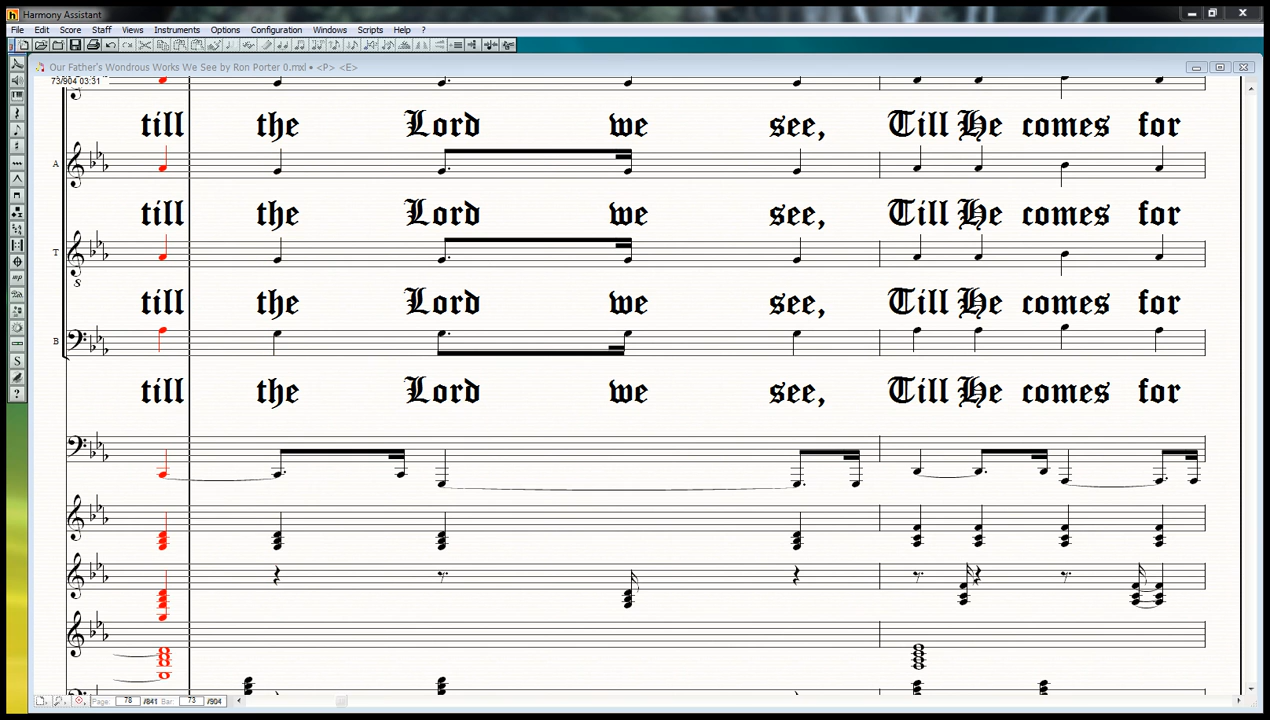 Harmony Assistant
File Edit Score Staff Views Instruments Options Configuration Windows Scripts Help ?
Our Father's Wondrous Works We See by Ron Porter 0.mxl • <P> <E>
73/904 03:31
till the Lord we see, Till He comes for
A
till the Lord we see, Till He comes for
T
8
till the Lord we see, Till He comes for
B
till the Lord we see, Till He comes for
Page: 78 /841 Bar: 73 /904